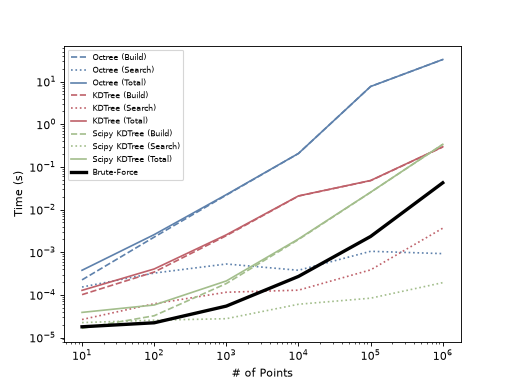 Octree (Build)
Octree (Search)
Octree (Total)
KDTree (Build)
KDTree (Search)
KDTree (Total)
Scipy KDTree (Build)
Scipy KDTree (Search)
Scipy KDTree (Total)
Brute-Force
Time (s)
10¹
10⁰
10⁻¹
10⁻²
10⁻³
10⁻⁴
10⁻⁵
10¹ 10² 10³ 10⁴ 10⁵ 10⁶
# of Points